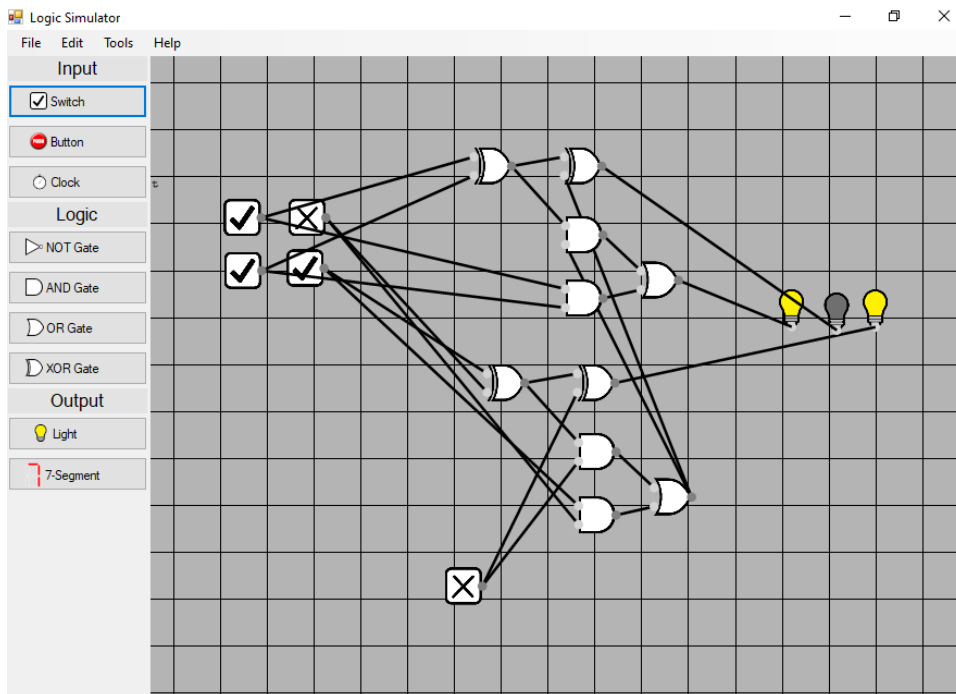 Logic Simulator
File Edit Tools Help
Input
Switch
Button
Clock
Logic
NOT Gate
AND Gate
OR Gate
XOR Gate
Output
Light
7-Segment